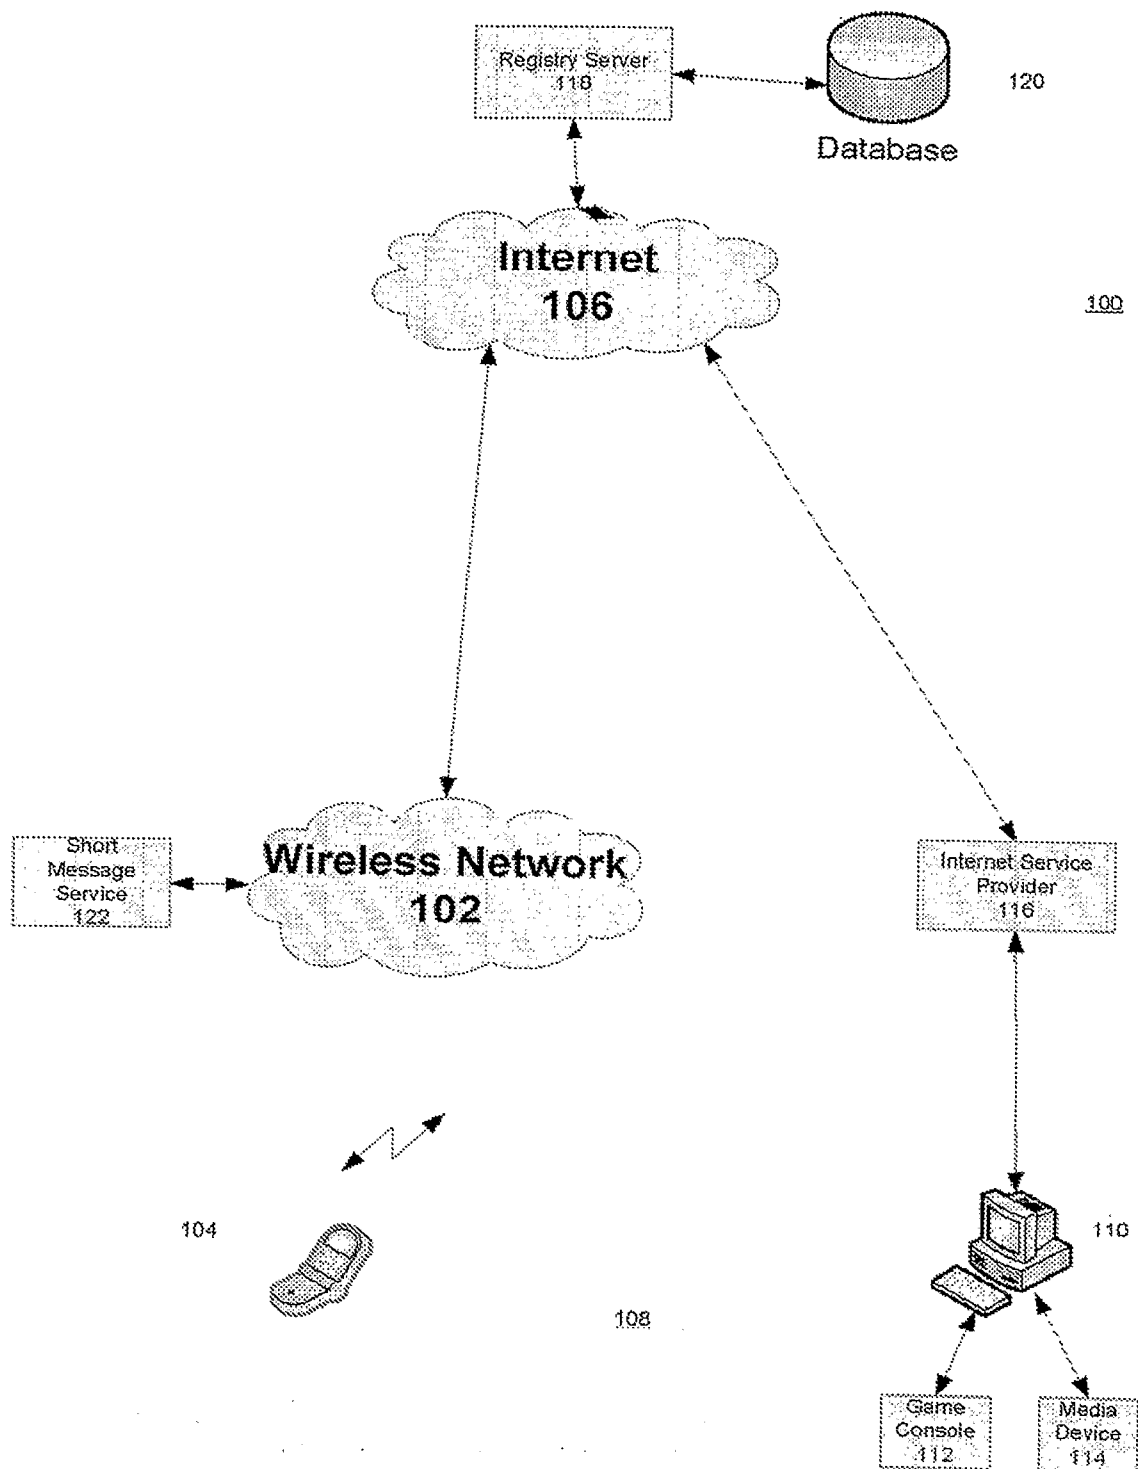 Registry Server
118
120
Database
Internet
106
100
Short
Message
Service
122
Wireless Network
102
Internet Service
Provider
116
104
110
108
Game
Console
112
Media
Device
114